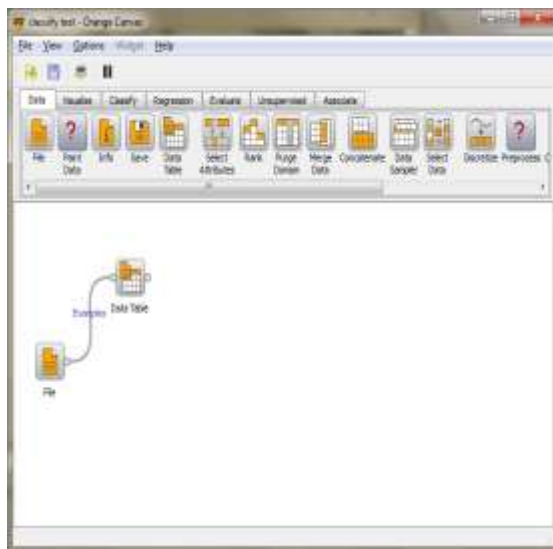 classify test - Orange Canvas
File View Options Widget Help
Data Visualize Classify Regression Evaluate Unsupervised Associate
File Paint Data Info Save Data Table Select Attributes Rank Purge Domain Merge Data Concatenate Data Sampler Select Data Discretize Preprocess C
Data Table
Examples
File